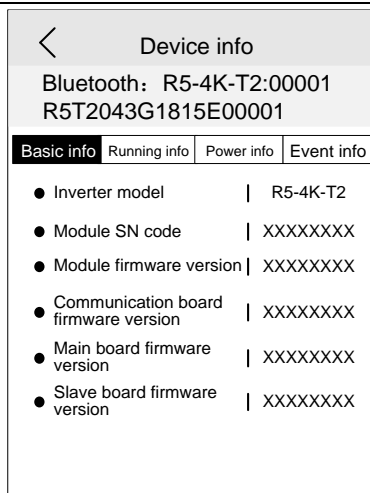 Device info
Bluetooth：R5-4K-T2:00001
R5T2043G1815E00001
Basic info Running info Power info Event info
Inverter model R5-4K-T2
Module SN code XXXXXXXX
Module firmware version XXXXXXXX
Communication board
firmware version XXXXXXXX
Main board firmware
version XXXXXXXX
Slave board firmware
version XXXXXXXX